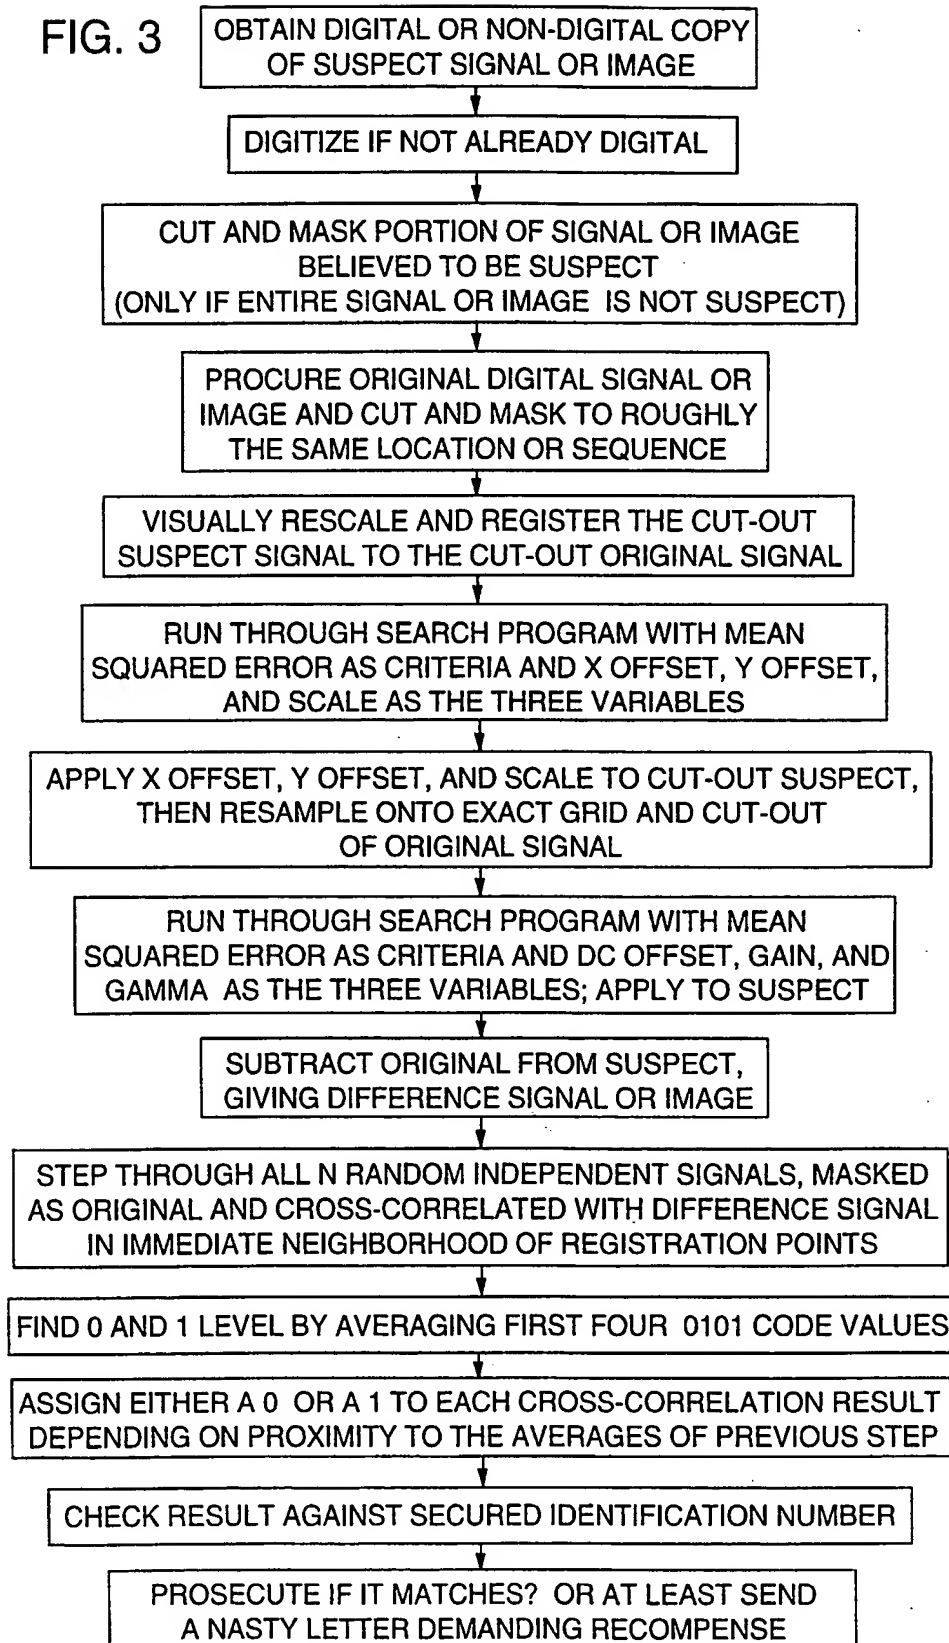 FIG. 3
OBTAIN DIGITAL OR NON-DIGITAL COPY
OF SUSPECT SIGNAL OR IMAGE
DIGITIZE IF NOT ALREADY DIGITAL
CUT AND MASK PORTION OF SIGNAL OR IMAGE
BELIEVED TO BE SUSPECT
(ONLY IF ENTIRE SIGNAL OR IMAGE IS NOT SUSPECT)
PROCURE ORIGINAL DIGITAL SIGNAL OR
IMAGE AND CUT AND MASK TO ROUGHLY
THE SAME LOCATION OR SEQUENCE
VISUALLY RESCALE AND REGISTER THE CUT-OUT
SUSPECT SIGNAL TO THE CUT-OUT ORIGINAL SIGNAL
RUN THROUGH SEARCH PROGRAM WITH MEAN
SQUARED ERROR AS CRITERIA AND X OFFSET, Y OFFSET,
AND SCALE AS THE THREE VARIABLES
APPLY X OFFSET, Y OFFSET, AND SCALE TO CUT-OUT SUSPECT,
THEN RESAMPLE ONTO EXACT GRID AND CUT-OUT
OF ORIGINAL SIGNAL
RUN THROUGH SEARCH PROGRAM WITH MEAN
SQUARED ERROR AS CRITERIA AND DC OFFSET, GAIN, AND
GAMMA AS THE THREE VARIABLES; APPLY TO SUSPECT
SUBTRACT ORIGINAL FROM SUSPECT,
GIVING DIFFERENCE SIGNAL OR IMAGE
STEP THROUGH ALL N RANDOM INDEPENDENT SIGNALS, MASKED
AS ORIGINAL AND CROSS-CORRELATED WITH DIFFERENCE SIGNAL
IN IMMEDIATE NEIGHBORHOOD OF REGISTRATION POINTS
FIND 0 AND 1 LEVEL BY AVERAGING FIRST FOUR 0101 CODE VALUES
ASSIGN EITHER A 0 OR A 1 TO EACH CROSS-CORRELATION RESULT
DEPENDING ON PROXIMITY TO THE AVERAGES OF PREVIOUS STEP
CHECK RESULT AGAINST SECURED IDENTIFICATION NUMBER
PROSECUTE IF IT MATCHES? OR AT LEAST SEND
A NASTY LETTER DEMANDING RECOMPENSE